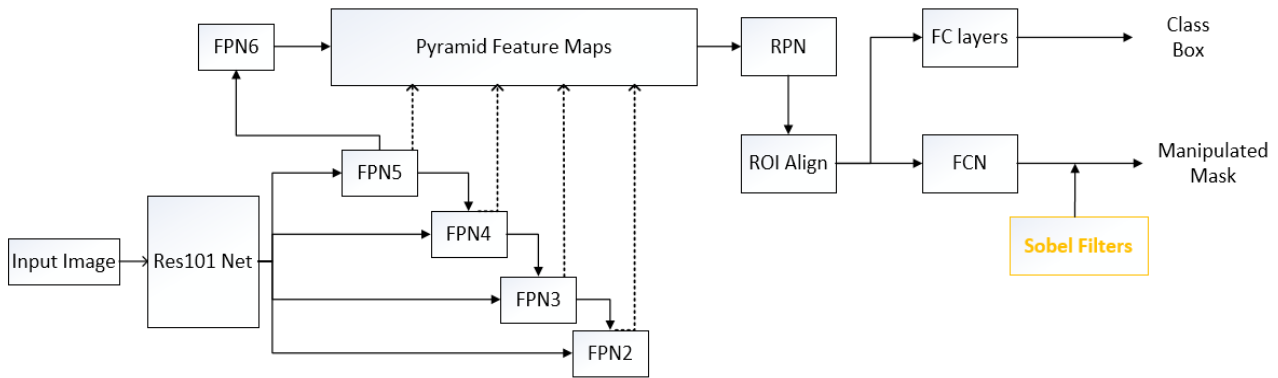 FPN6
Pyramid Feature Maps
RPN
FC layers
Class
Box
FPN5
ROI Align
FCN
Manipulated
Mask
FPN4
Sobel Filters
Input Image
Res101 Net
FPN3
FPN2